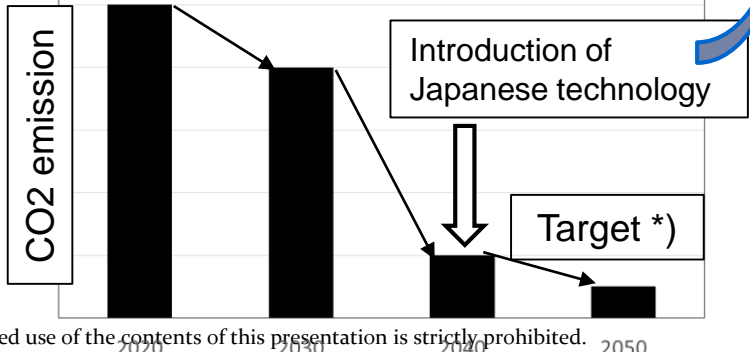 CO2 emission
Introduction of
Japanese technology
Target *)
ed use of the contents of this presentation is strictly prohibited.
2020
2030
2040
2050